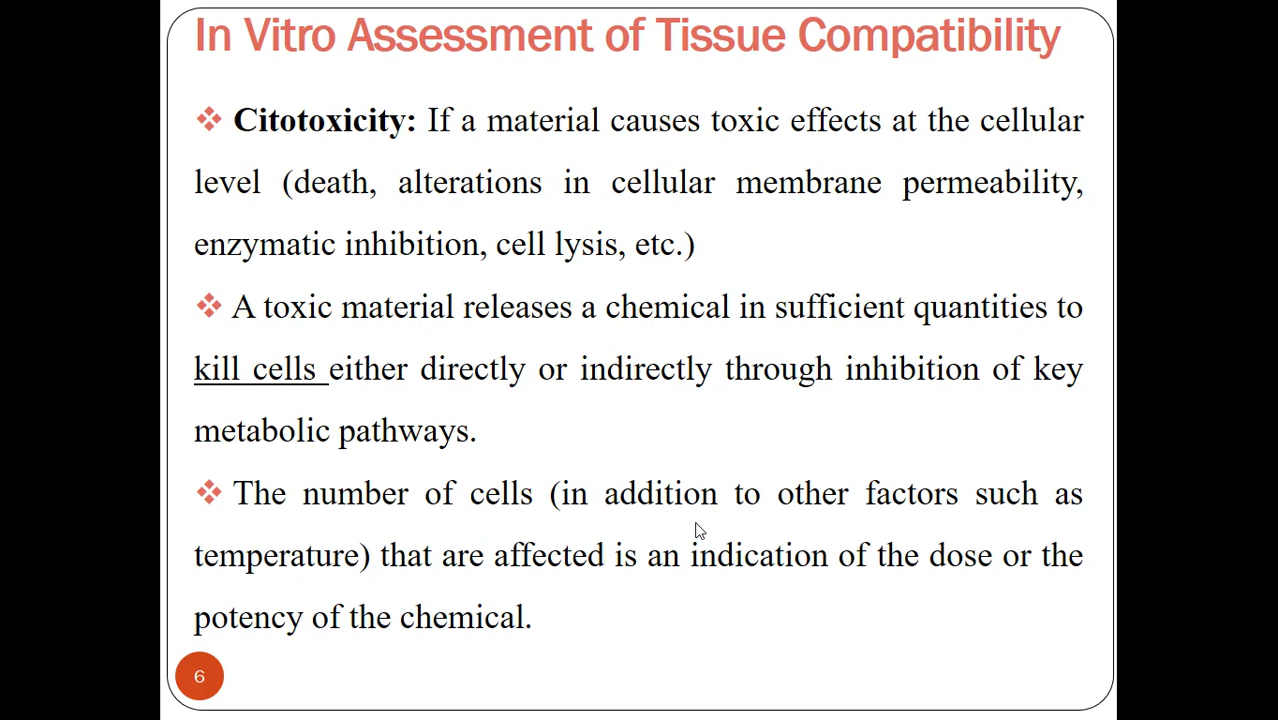 In Vitro Assessment of Tissue Compatibility
❖ Citotoxicity: If a material causes toxic effects at the cellular
level (death, alterations in cellular membrane permeability,
enzymatic inhibition, cell lysis, etc.)
❖ A toxic material releases a chemical in sufficient quantities to
kill cells either directly or indirectly through inhibition of key
metabolic pathways.
❖ The number of cells (in addition to other factors such as
temperature) that are affected is an indication of the dose or the
potency of the chemical.
6